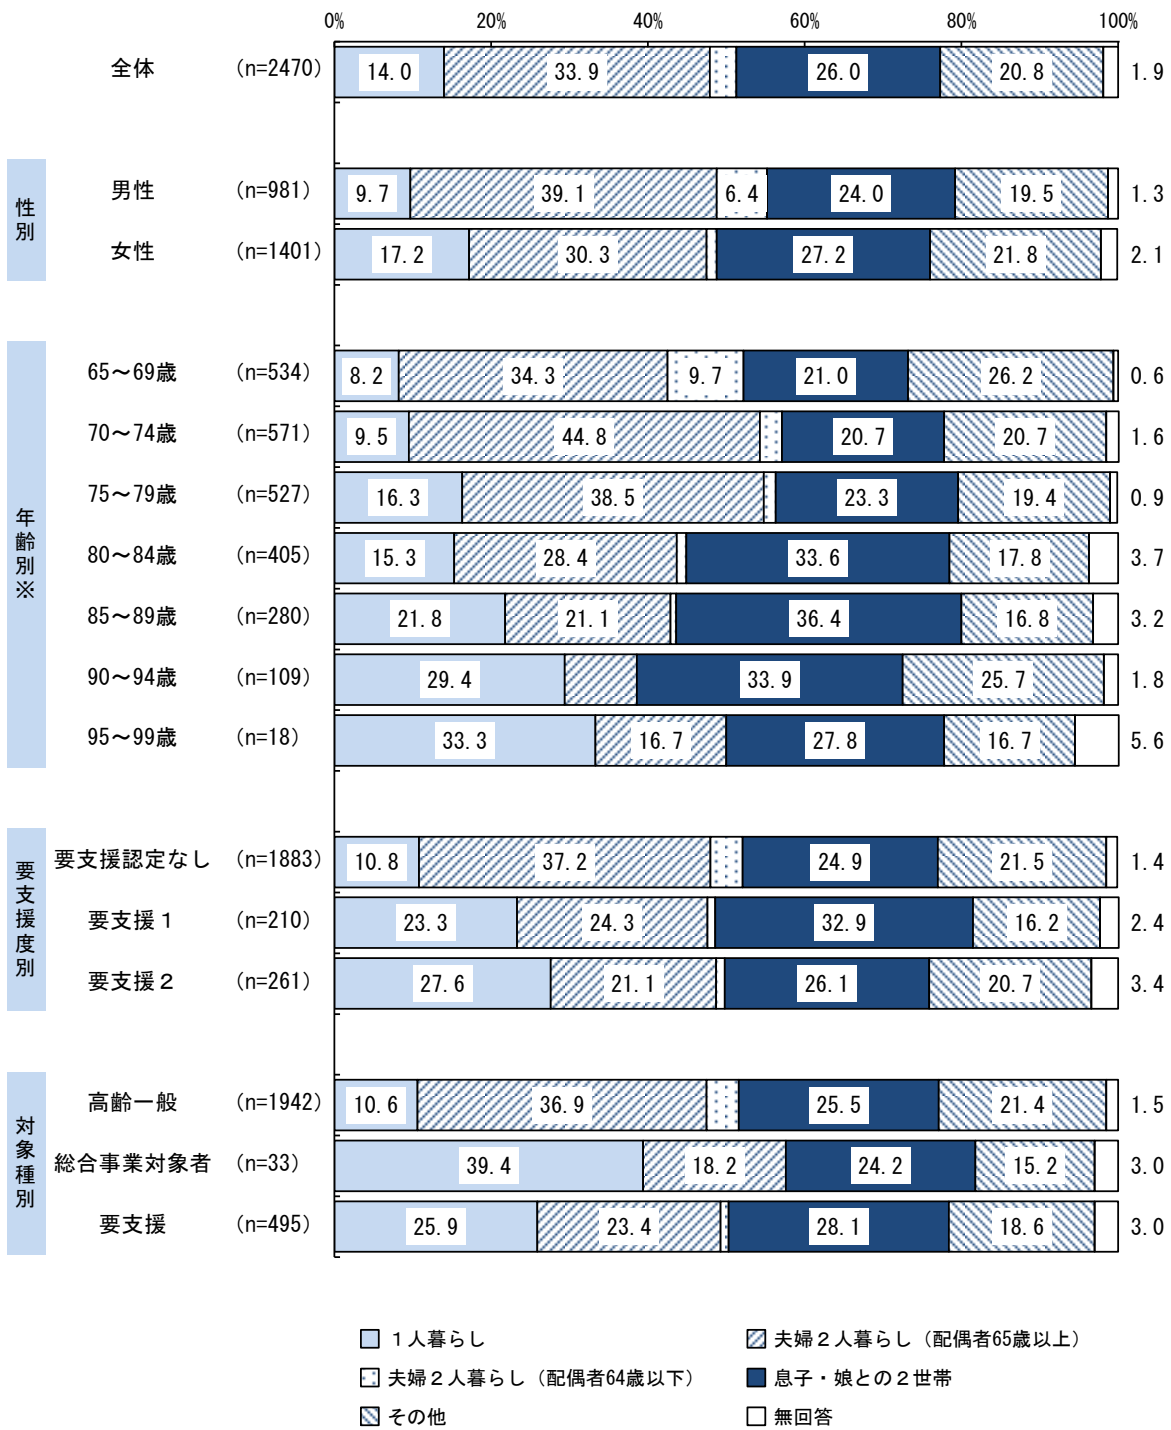 0% 20% 40% 60% 80% 100%
全体 (n=2470) 14.0 33.9 26.0 20.8 1.9
性別
男性 (n=981) 9.7 39.1 6.4 24.0 19.5 1.3
女性 (n=1401) 17.2 30.3 27.2 21.8 2.1
年齢別※
65～69歳 (n=534) 8.2 34.3 9.7 21.0 26.2 0.6
70～74歳 (n=571) 9.5 44.8 20.7 20.7 1.6
75～79歳 (n=527) 16.3 38.5 23.3 19.4 0.9
80～84歳 (n=405) 15.3 28.4 33.6 17.8 3.7
85～89歳 (n=280) 21.8 21.1 36.4 16.8 3.2
90～94歳 (n=109) 29.4 33.9 25.7 1.8
95～99歳 (n=18) 33.3 16.7 27.8 16.7 5.6
要支援度別
要支援認定なし (n=1883) 10.8 37.2 24.9 21.5 1.4
要支援１ (n=210) 23.3 24.3 32.9 16.2 2.4
要支援２ (n=261) 27.6 21.1 26.1 20.7 3.4
対象種別
高齢一般 (n=1942) 10.6 36.9 25.5 21.4 1.5
総合事業対象者 (n=33) 39.4 18.2 24.2 15.2 3.0
要支援 (n=495) 25.9 23.4 28.1 18.6 3.0
１人暮らし 夫婦２人暮らし（配偶者65歳以上）
夫婦２人暮らし（配偶者64歳以下） 息子・娘との２世帯
その他 無回答